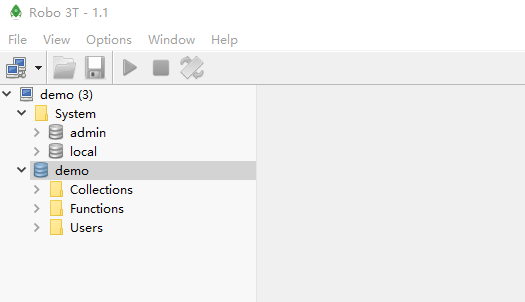 Robo 3T - 1.1
File View Options Window Help
demo (3)
System
admin
local
demo
Collections
Functions
Users